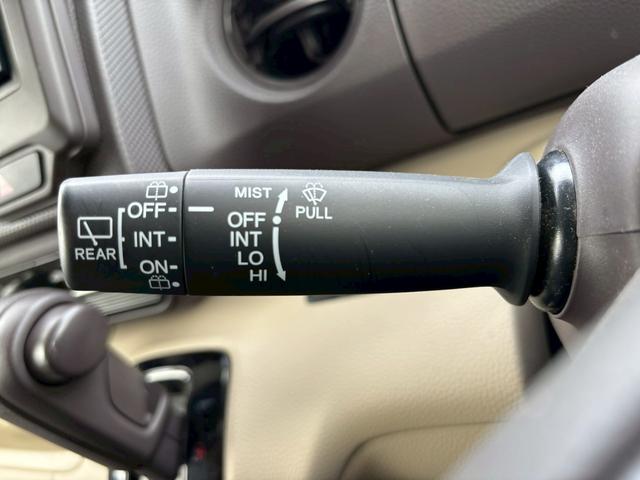 OFF
INT
ON
REAR
MIST
OFF
INT
LO
HI
PULL